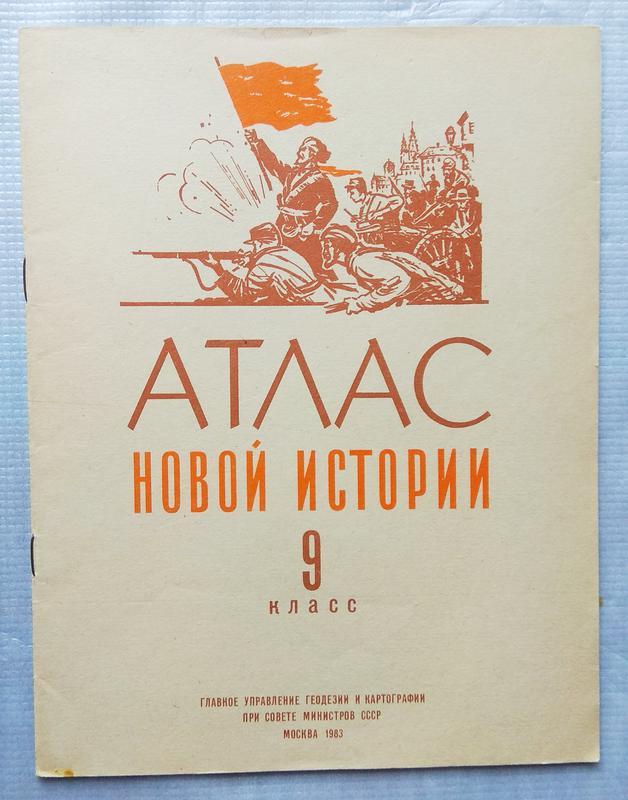 АТЛАС
НОВОЙ ИСТОРИИ
9
класс
ГЛАВНОЕ УПРАВЛЕНИЕ ГЕОДЕЗИИ И КАРТОГРАФИИ
ПРИ СОВЕТЕ МИНИСТРОВ СССР
МОСКВА 1983